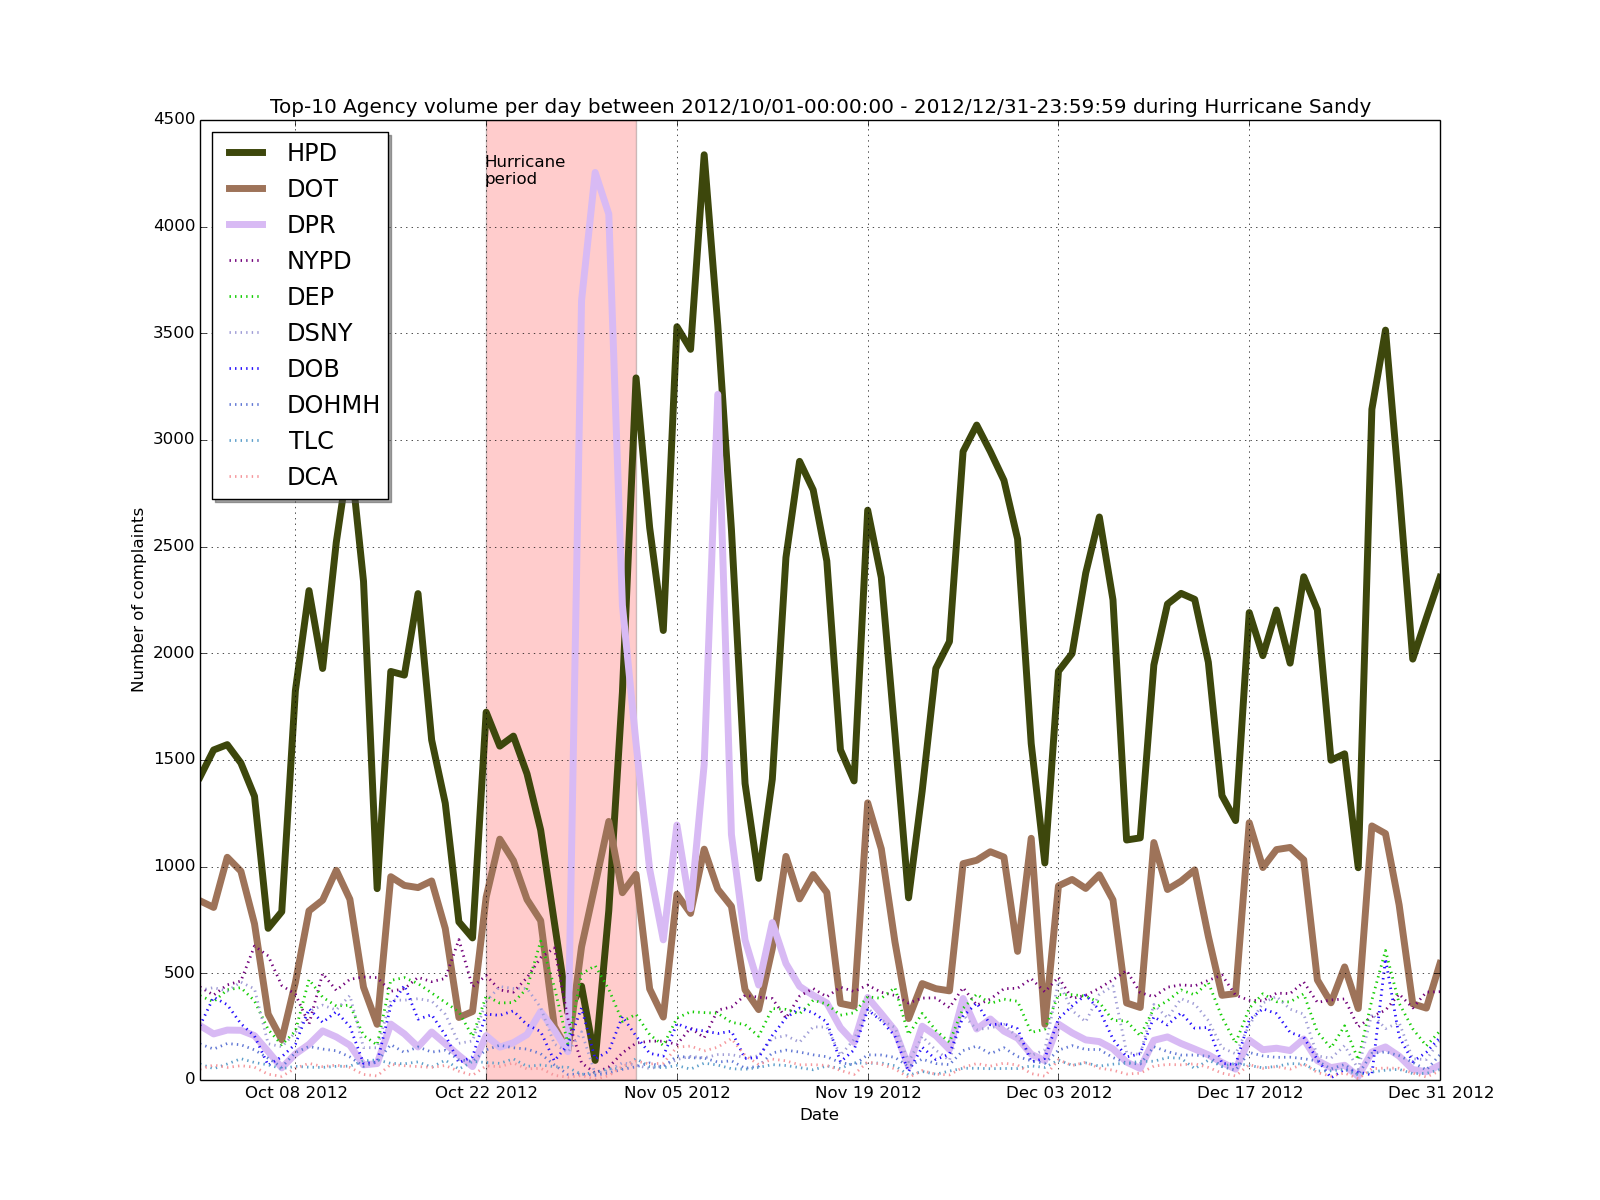 Top-10 Agency volume per day between 2012/10/01-00:00:00 - 2012/12/31-23:59:59 during Hurricane Sandy
4500
4000
3500
3000
2500
2000
1500
1000
500
0
Number of complaints
HPD
DOT
DPR
NYPD
DEP
DSNY
DOB
DOHMH
TLC
DCA
Hurricane
period
Oct 08 2012
Oct 22 2012
Nov 05 2012
Nov 19 2012
Dec 03 2012
Dec 17 2012
Dec 31 2012
Date